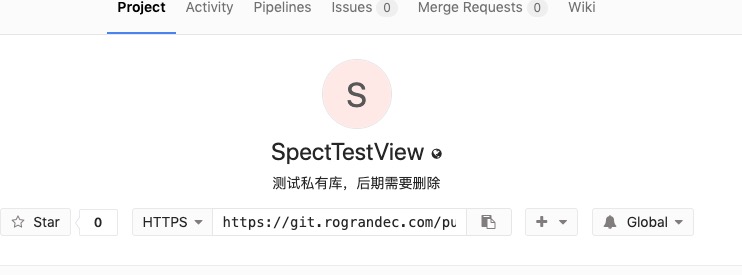 Project Activity Pipelines Issues 0 Merge Requests 0 Wiki
S
SpectTestView
测试私有库，后期需要删除
Star 0 HTTPS https://git.rograndec.com/pu Global